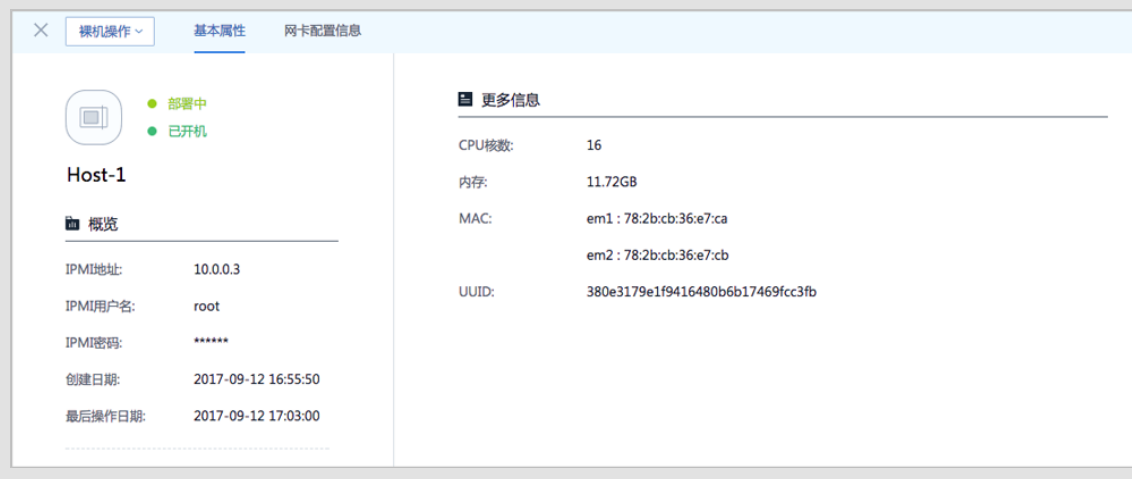 裸机操作 基本属性 网卡配置信息
部署中
已开机
Host-1
概览
IPMI地址: 10.0.0.3
IPMI用户名: root
IPMI密码: ******
创建日期: 2017-09-12 16:55:50
最后操作日期: 2017-09-12 17:03:00
更多信息
CPU核数: 16
内存: 11.72GB
MAC: em1 : 78:2b:cb:36:e7:ca
em2 : 78:2b:cb:36:e7:cb
UUID: 380e3179e1f9416480b6b17469fcc3fb